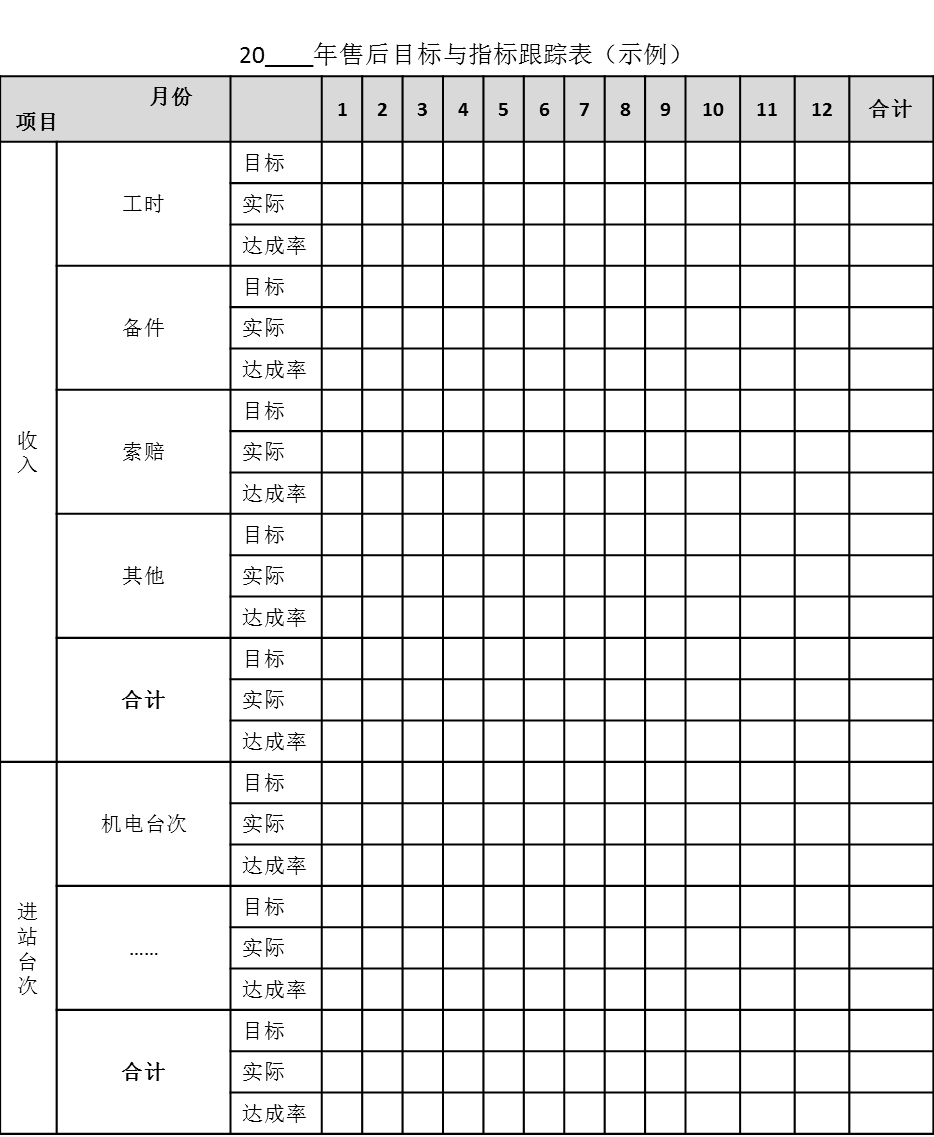 20____年售后目标与指标跟踪表（示例）
月份
项目
1 2 3 4 5 6 7 8 9 10 11 12 合计
收入
工时
目标
实际
达成率
备件
目标
实际
达成率
索赔
目标
实际
达成率
其他
目标
实际
达成率
合计
目标
实际
达成率
进站台次
机电台次
目标
实际
达成率
……
目标
实际
达成率
合计
目标
实际
达成率